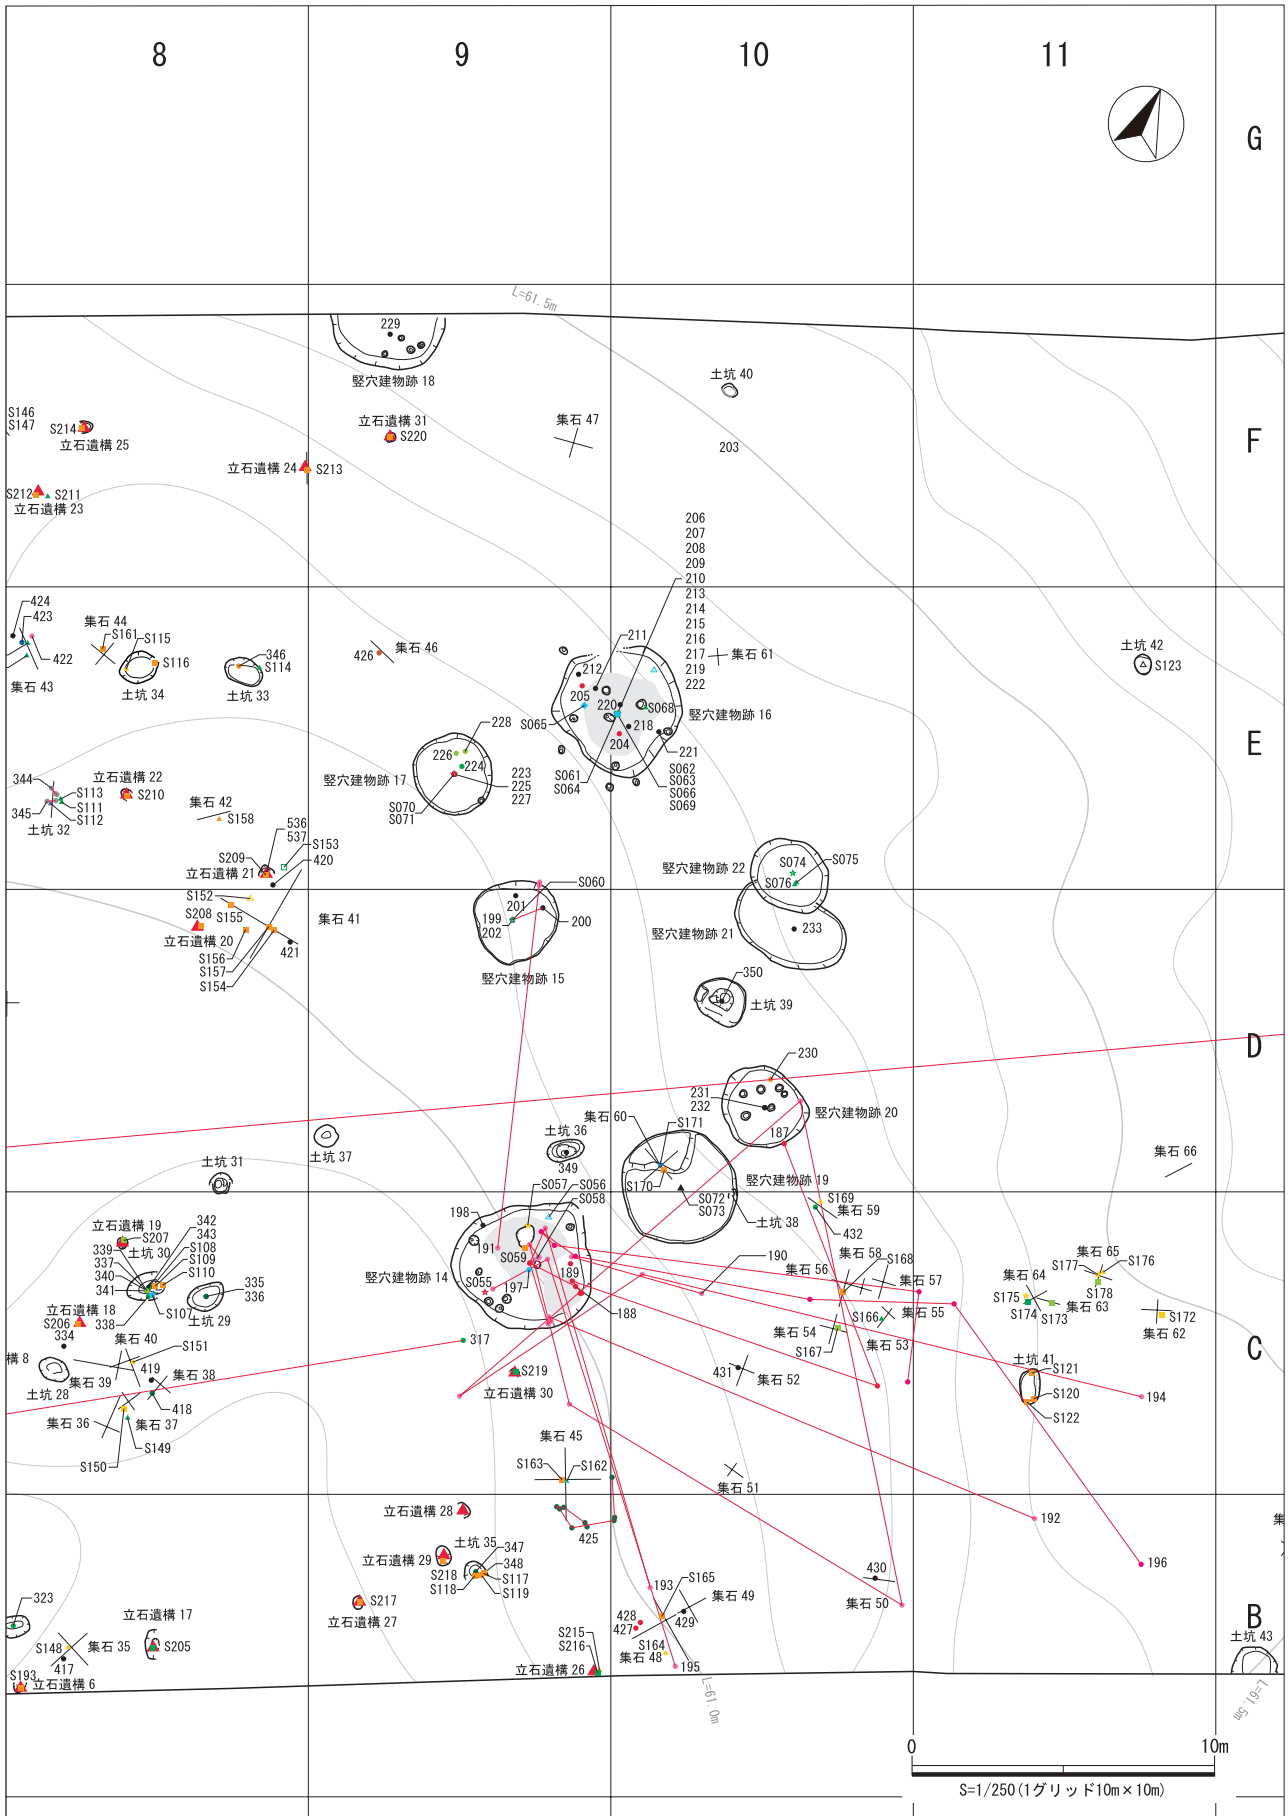 8
9
10
11
G
L=61.5m
229
竪穴建物跡 18
土坑 40
S146
S147
S214
立石遺構 25
立石遺構 31
S220
集石 47
203
F
立石遺構 24
S213
S212
S211
立石遺構 23
206
207
208
209
210
213
214
215
216
217
219
222
424
423
422
集石 43
集石 44
S161
S115
S116
土坑 34
346
S114
土坑 33
426
集石 46
211
212
205
220
S065
S068
218
204
221
集石 61
竪穴建物跡 16
S061
S064
S062
S063
S066
S069
土坑 42
S123
E
228
226
224
竪穴建物跡 17
223
225
227
S070
S071
344
345
S113
S111
S112
土坑 32
立石遺構 22
S210
集石 42
S158
536
537
S153
S209
立石遺構 21
420
S152
S155
S208
立石遺構 20
集石 41
S156
S157
S154
421
S060
201
199
202
200
竪穴建物跡 15
竪穴建物跡 22
S074
S075
S076
竪穴建物跡 21
233
350
土坑 39
D
230
231
232
竪穴建物跡 20
187
集石 60
S171
S170
竪穴建物跡 19
S072
S073
土坑 38
土坑 36
349
土坑 37
土坑 31
集石 66
S169
集石 59
432
S057
S056
S058
198
191
S059
189
竪穴建物跡 14
S055
197
188
190
立石遺構 19
S207
土坑 30
342
343
S108
S109
S110
339
337
340
341
338
S107
335
336
土坑 29
立石遺構 18
S206
334
集石 40
S151
419
集石 38
集石 39
構 8
土坑 28
418
集石 37
集石 36
S149
S150
317
S219
立石遺構 30
集石 58
S168
集石 56
集石 57
集石 55
S166
集石 54
S167
集石 53
431
集石 52
集石 65
S176
S177
S178
集石 64
S175
S174
S173
集石 63
S172
集石 62
C
土坑 41
S121
S120
S122
194
集石 45
S163
S162
集石 51
425
立石遺構 28
土坑 35
347
348
S117
S119
S118
立石遺構 29
S218
S217
立石遺構 27
192
196
430
集石 50
193
S165
集石 49
429
428
427
S164
集石 48
195
S215
S216
立石遺構 26
323
立石遺構 17
S205
S148
集石 35
417
S193
立石遺構 6
集
B
土坑 43
L=61.0m
L=61.5m
0
10m
S=1/250(1グリッド10m×10m)